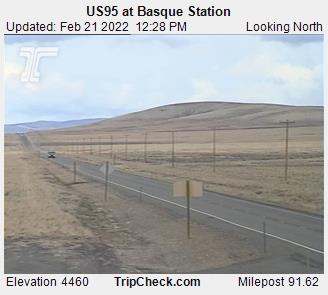 US95 at Basque Station
Updated: Feb 21 2022 12:28 PM Looking North
Elevation 4460 TripCheck.com Milepost 91.62